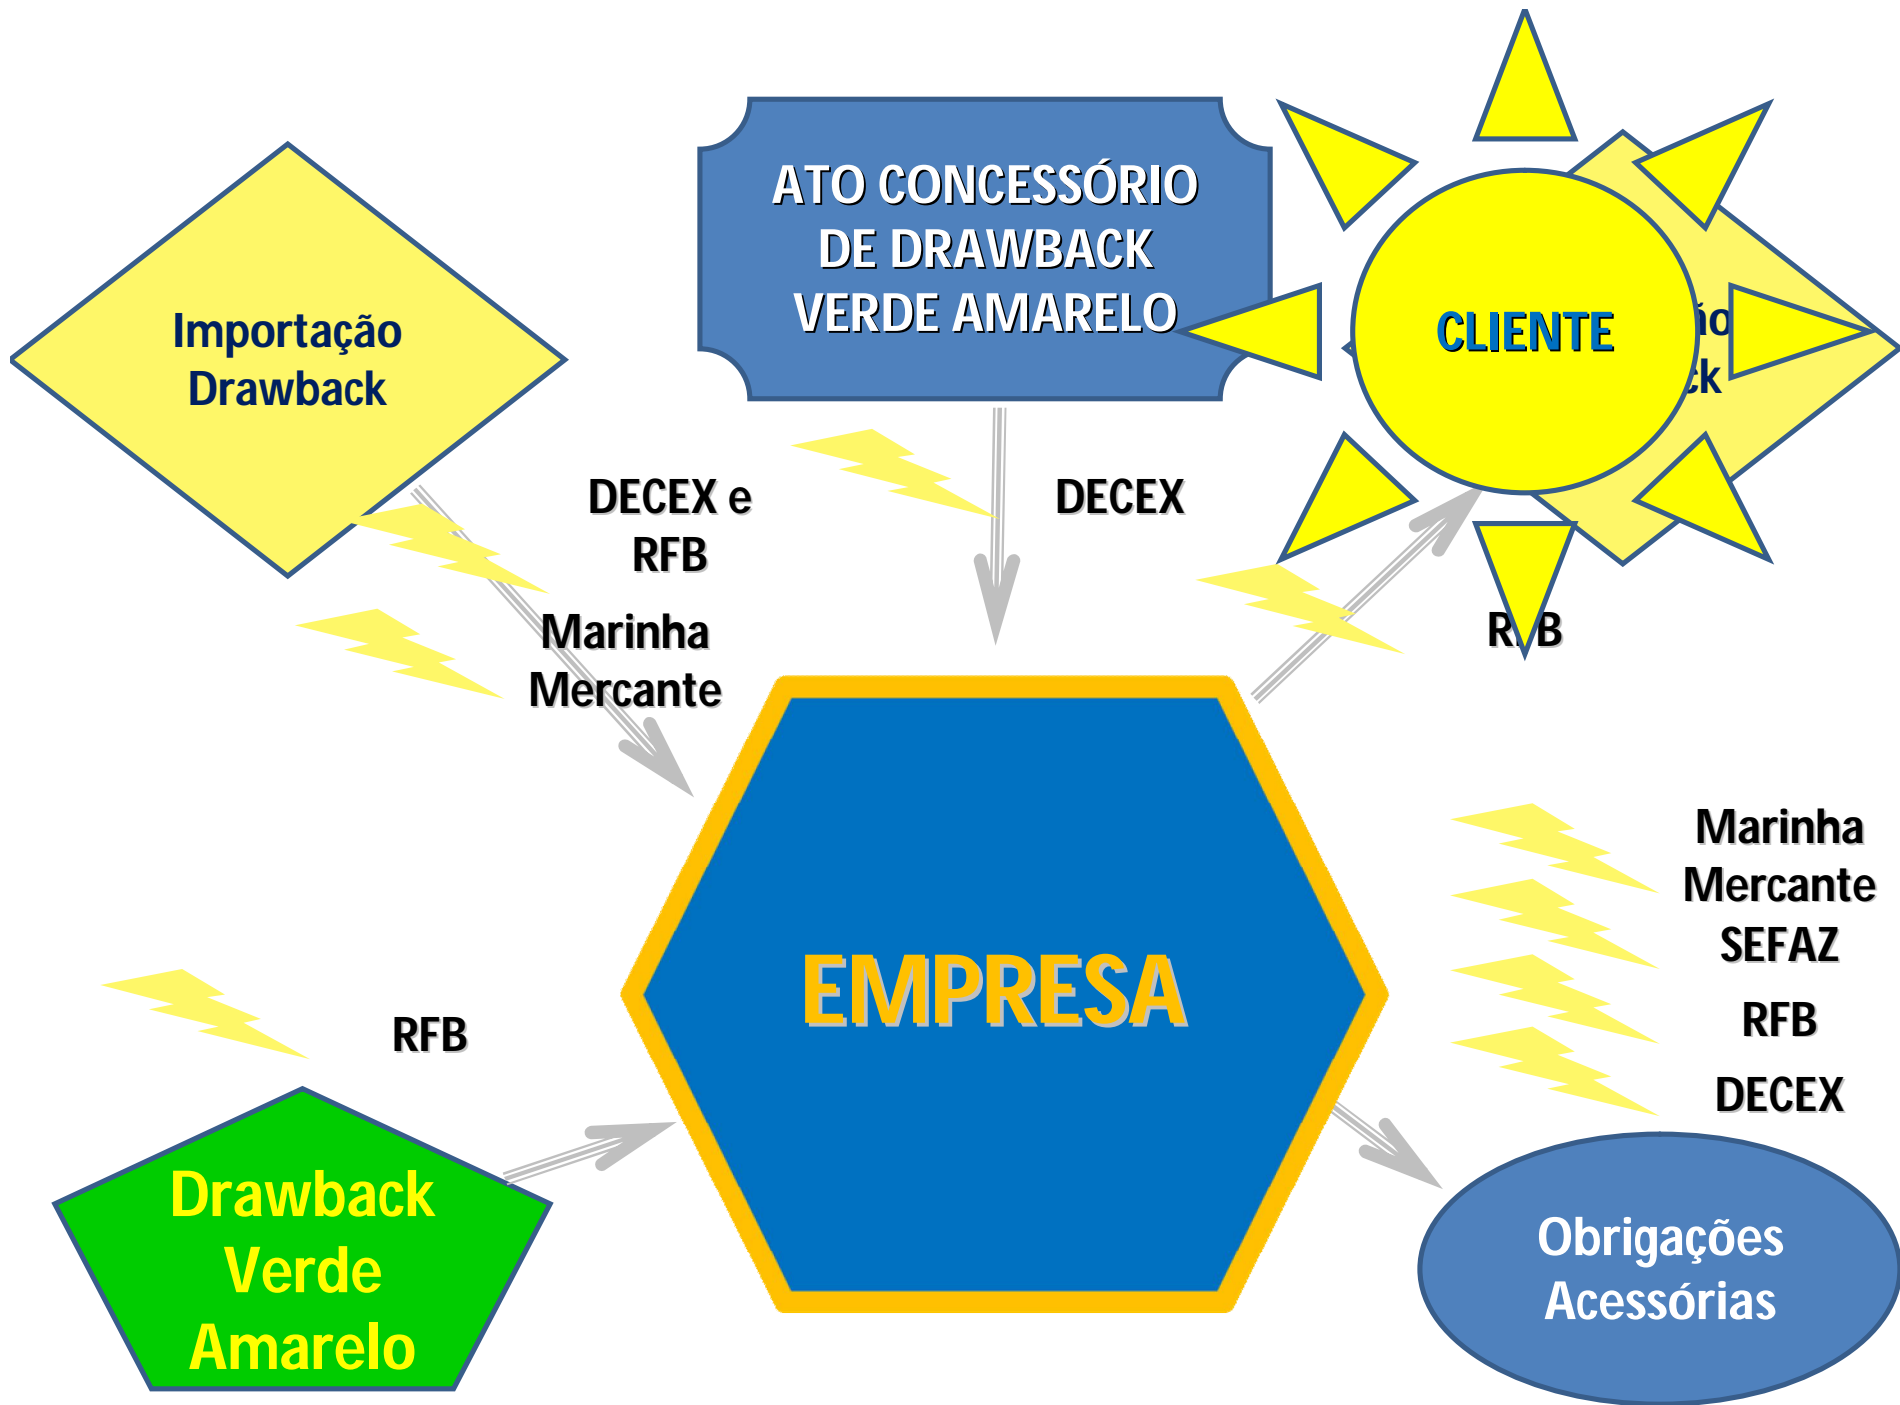 ATO CONCESSÓRIO
DE DRAWBACK
VERDE AMARELO
Importação
Drawback
CLIENTE
DECEX e
RFB
Marinha
Mercante
DECEX
RFB
EMPRESA
Marinha
Mercante
SEFAZ
RFB
DECEX
RFB
Drawback
Verde
Amarelo
Obrigações
Acessórias